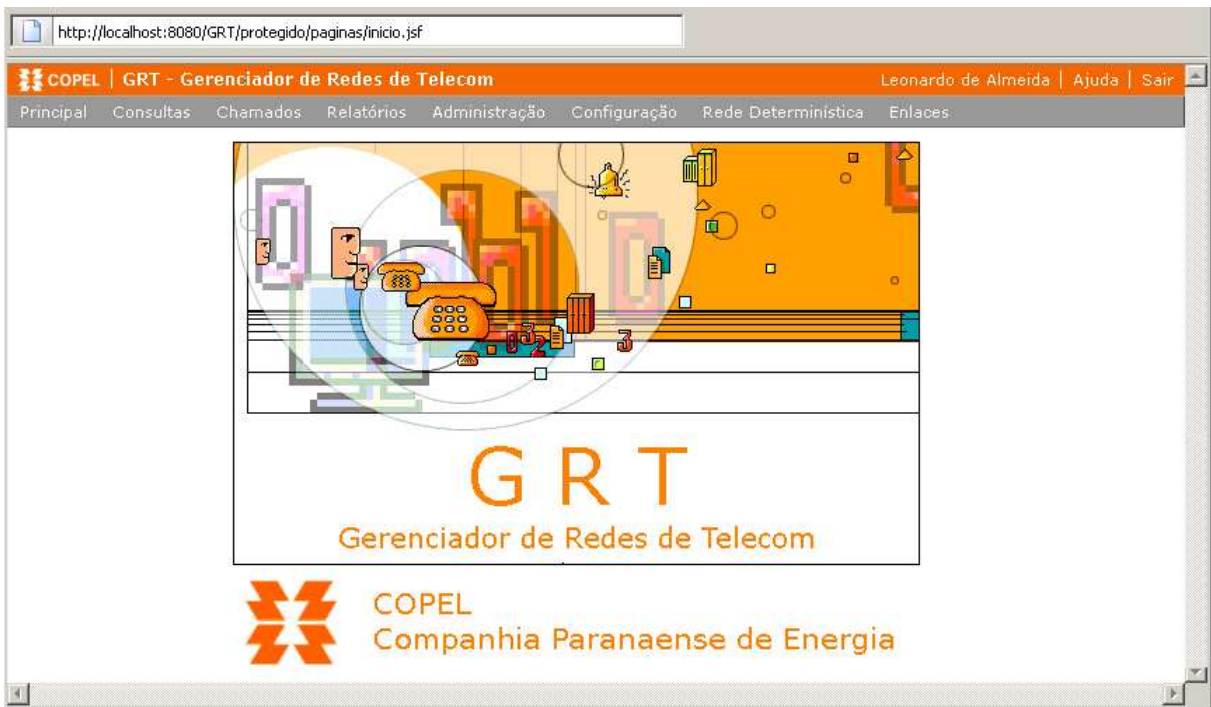 http://localhost:8080/GRT/protegido/paginas/inicio.jsf
COPEL | GRT - Gerenciador de Redes de Telecom
Leonardo de Almeida | Ajuda | Sair
Principal Consultas Chamados Relatórios Administração Configuração Rede Determinística Enlaces
G R T
Gerenciador de Redes de Telecom
COPEL
Companhia Paranaense de Energia